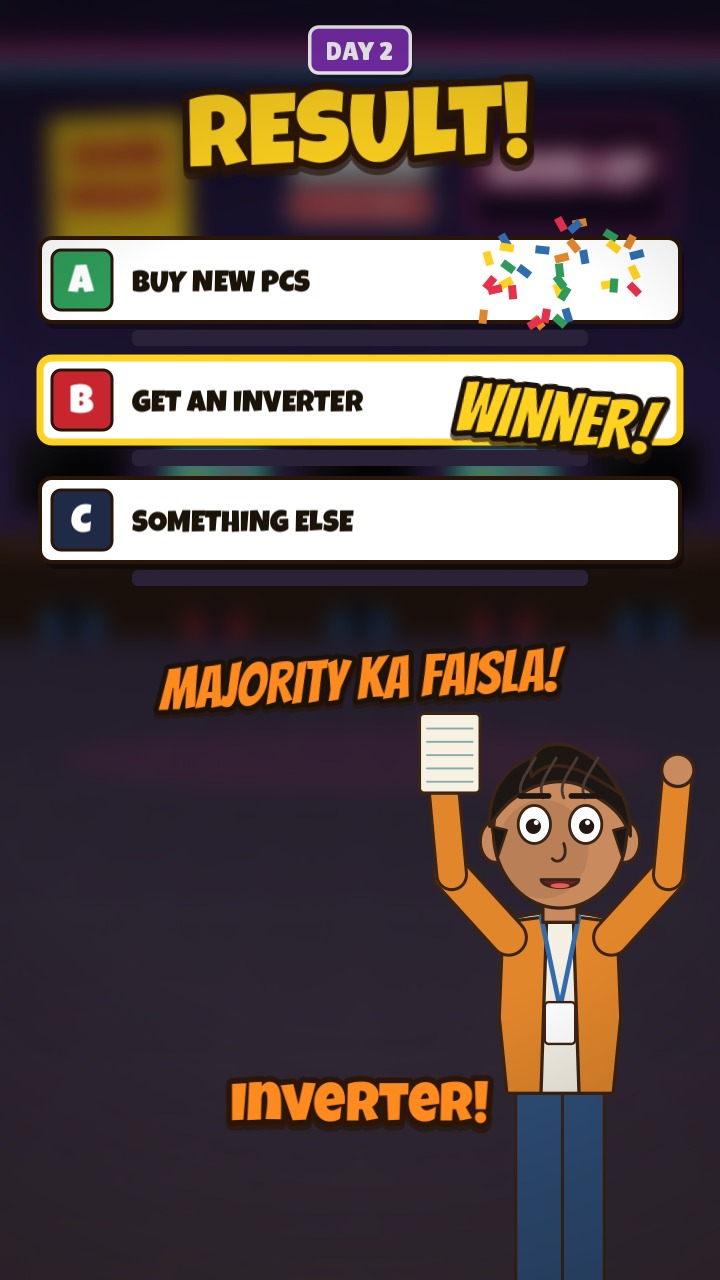 DAY 2
RESULT!
A BUY NEW PCS
B GET AN INVERTER
WINNER!
C SOMETHING ELSE
MAJORITY KA FAISLA!
INVERTER!